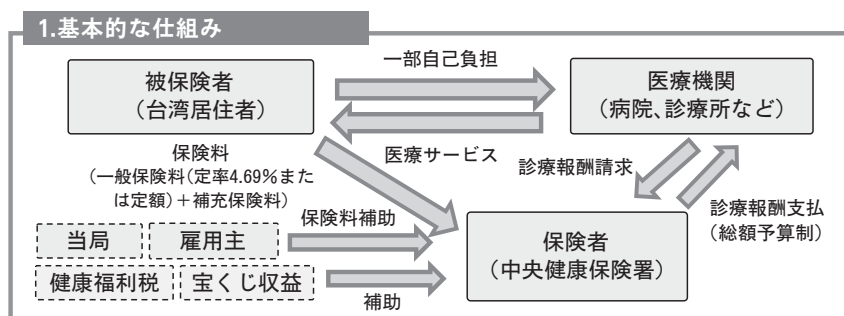 1.基本的な仕組み
被保険者
(台湾居住者)
一部自己負担
医療機関
(病院、診療所など)
医療サービス
保険料
(一般保険料(定率4.69%また
は定額)+補充保険料)
診療報酬請求
診療報酬支払
(総額予算制)
当局
雇用主
保険料補助
保険者
(中央健康保険署)
健康福利税
宝くじ収益
補助